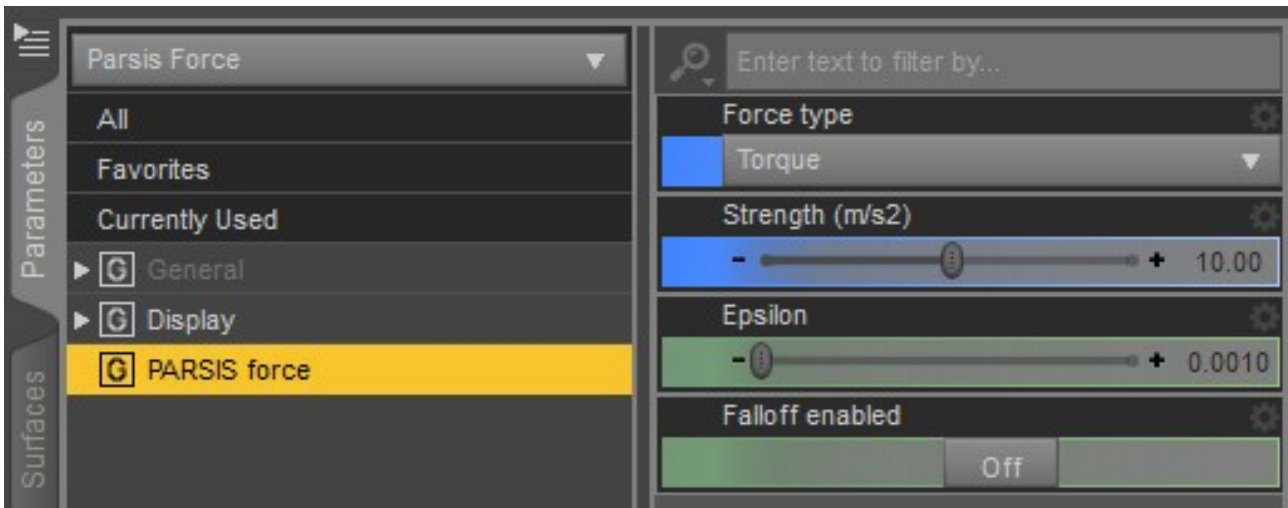 Parameters
Surfaces
Parsis Force
All
Favorites
Currently Used
G General
G Display
G PARSIS force
Enter text to filter by...
Force type
Torque
Strength (m/s2)
- + 10.00
Epsilon
- + 0.0010
Falloff enabled
Off